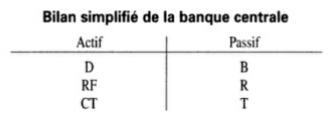 Bilan simplifié de la banque centrale
Actif Passif
D B
RF R
CT T